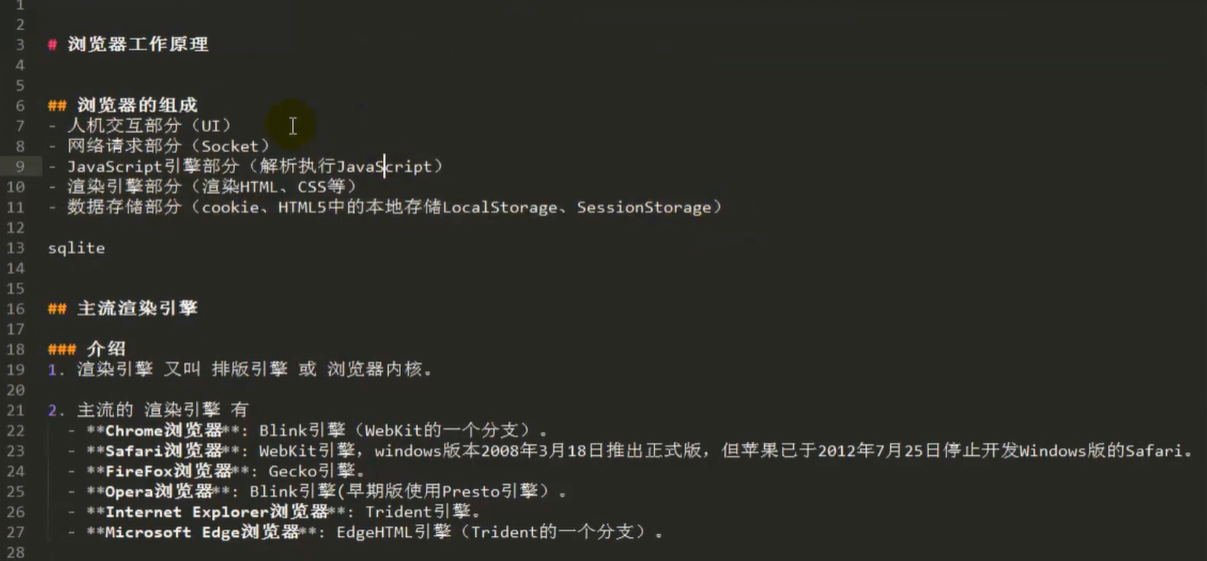 1
2
3 # 浏览器工作原理
4
5
6 ## 浏览器的组成
7 - 人机交互部分（UI）
8 - 网络请求部分（Socket）
9 - JavaScript引擎部分（解析执行JavaScript）
10 - 渲染引擎部分（渲染HTML、CSS等）
11 - 数据存储部分（cookie、HTML5中的本地存储LocalStorage、SessionStorage）
12
13 sqlite
14
15
16 ## 主流渲染引擎
17
18 ### 介绍
19 1. 渲染引擎 又叫 排版引擎 或 浏览器内核。
20
21 2. 主流的 渲染引擎 有
22 - **Chrome浏览器**: Blink引擎（WebKit的一个分支）。
23 - **Safari浏览器**: WebKit引擎，windows版本2008年3月18日推出正式版，但苹果已于2012年7月25日停止开发Windows版的Safari。
24 - **FireFox浏览器**: Gecko引擎。
25 - **Opera浏览器**: Blink引擎(早期版使用Presto引擎）。
26 - **Internet Explorer浏览器**: Trident引擎。
27 - **Microsoft Edge浏览器**: EdgeHTML引擎（Trident的一个分支）。
28